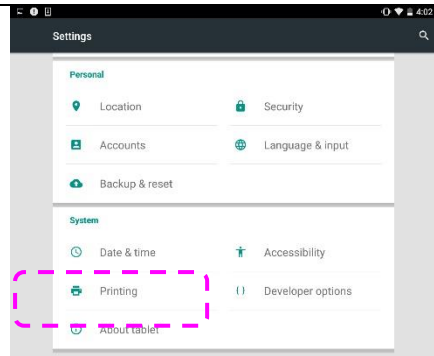 4:02
Settings
Personal
Location Security
Accounts Language & input
Backup & reset
System
Date & time Accessibility
Printing Developer options
About tablet